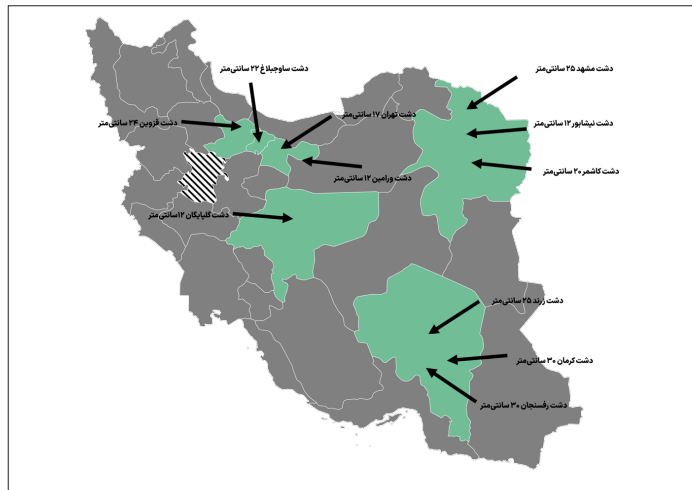 دشت مشهد ۲۵ سانتی‌متر
دشت ساوجبلاغ ۲۲ سانتی‌متر
دشت تهران ۱۷ سانتی‌متر
دشت قزوین ۲۴ سانتی‌متر
دشت نیشابور ۱۲ سانتی‌متر
دشت کاشمر ۲۰ سانتی‌متر
دشت ورامین ۱۲ سانتی‌متر
دشت گلپایگان ۱۲سانتی‌متر
دشت زرند ۲۵ سانتی‌متر
دشت کرمان ۳۰ سانتی‌متر
دشت رفسنجان ۳۰ سانتی‌متر